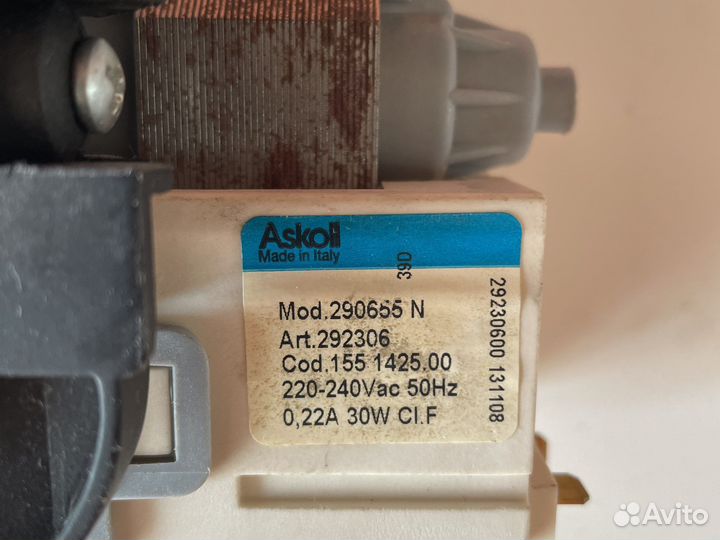 Askoll
Made in Italy
39D
Mod.290655 N
Art.292306
Cod.155 1425.00
220-240Vac 50Hz
0,22A 30W Cl.F
29230600 131108
Avito